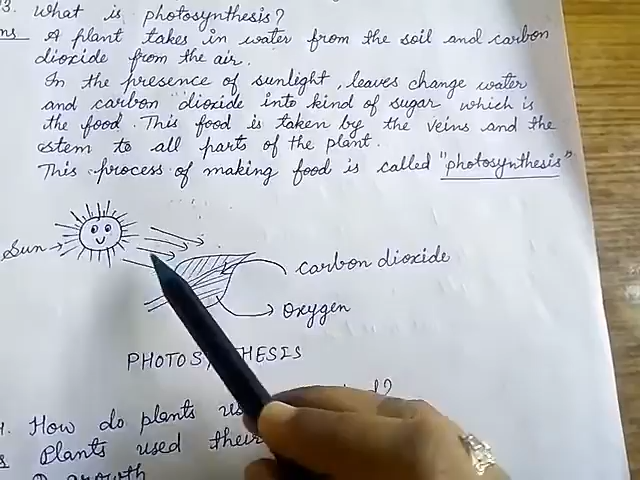 3. What is photosynthesis?
ns A plant takes in water from the soil and carbon
dioxide from the air.
In the presence of sunlight, leaves change water
and carbon dioxide into kind of sugar which is
the food. This food is taken by the veins and the
stem to all parts of the plant.
This process of making food is called "photosynthesis".
Sun
carbon dioxide
Oxygen
PHOTOSYNTHESIS
4. How do plants
s Plants used their
growth